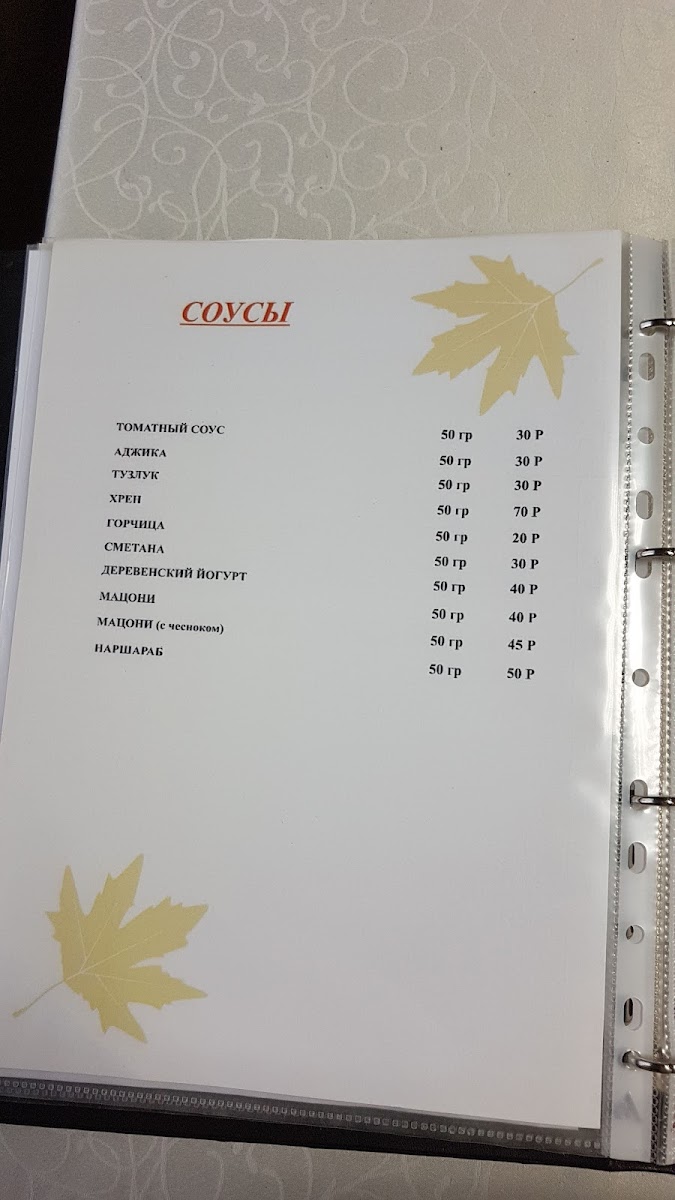 СОУСЫ
ТОМАТНЫЙ СОУС 50 гр 30 Р
АДЖИКА 50 гр 30 Р
ТУЗЛУК 50 гр 30 Р
ХРЕН 50 гр 70 Р
ГОРЧИЦА 50 гр 20 Р
СМЕТАНА 50 гр 30 Р
ДЕРЕВЕНСКИЙ ЙОГУРТ 50 гр 40 Р
МАЦОНИ 50 гр 40 Р
МАЦОНИ (с чесноком) 50 гр 45 Р
НАРШАРАБ 50 гр 50 Р